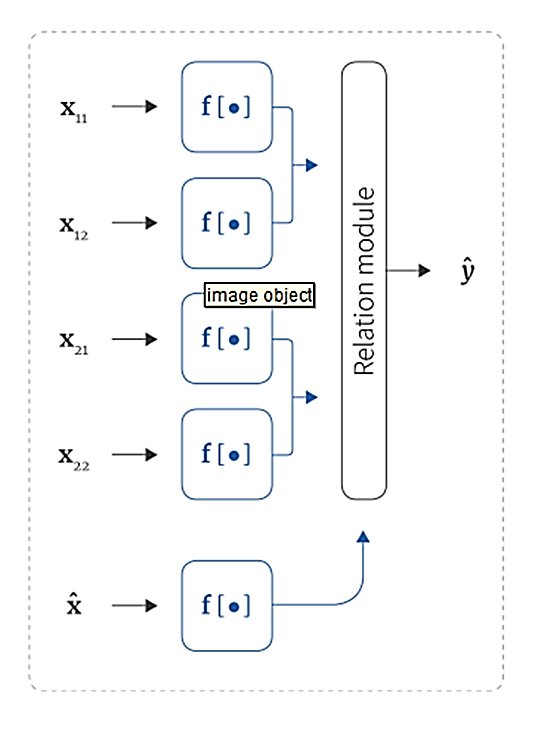 x₁₁ f[•]
x₁₂ f[•]
image object
x₂₁ f[•]
x₂₂ f[•]
Relation module
ŷ
x̂ f[•]